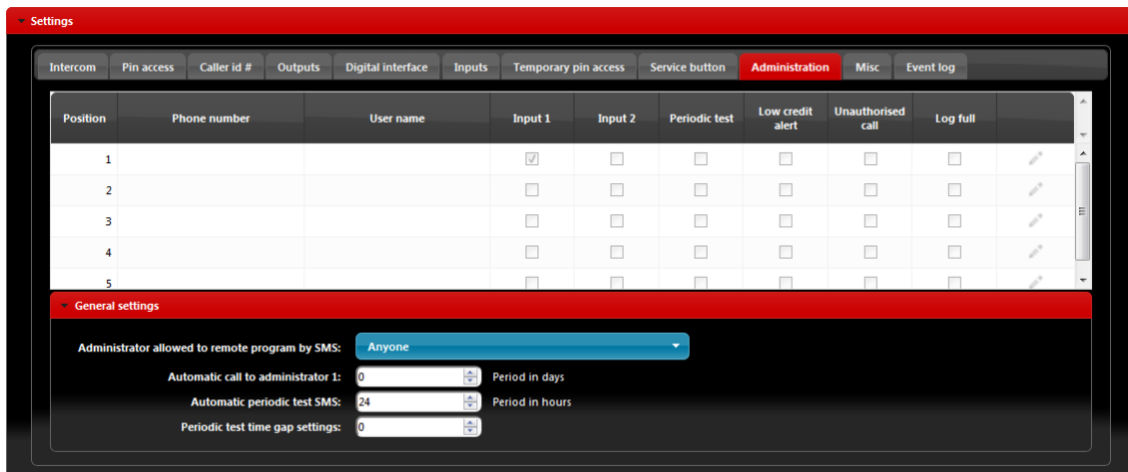 Settings
Intercom Pin access Caller id # Outputs Digital interface Inputs Temporary pin access Service button Administration Misc Event log
Position Phone number User name Input 1 Input 2 Periodic test Low credit alert Unauthorised call Log full
1
2
3
4
5
General settings
Administrator allowed to remote program by SMS: Anyone
Automatic call to administrator 1: 0 Period in days
Automatic periodic test SMS: 24 Period in hours
Periodic test time gap settings: 0